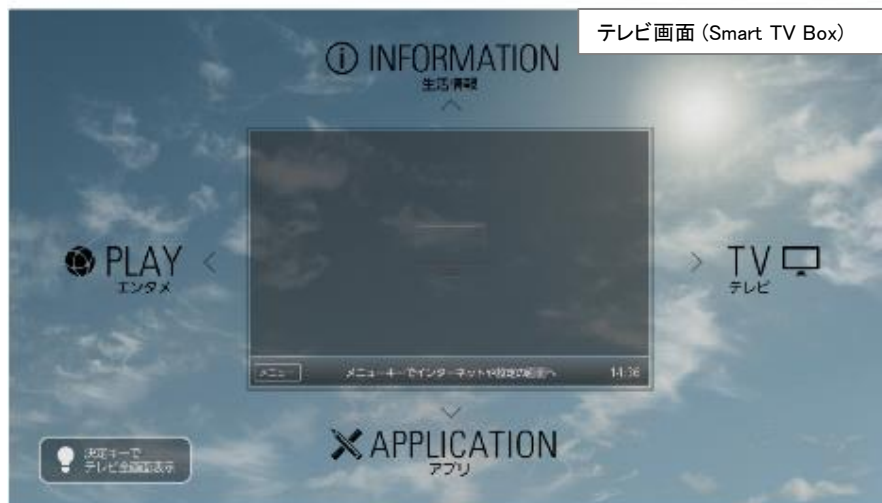 テレビ画面 (Smart TV Box)
INFORMATION
生活情報
PLAY
エンタメ
TV
テレビ
メニュー
メニューキーでインターネットや設定の画面へ
14:36
APPLICATION
アプリ
決定キーで
テレビ全画面表示